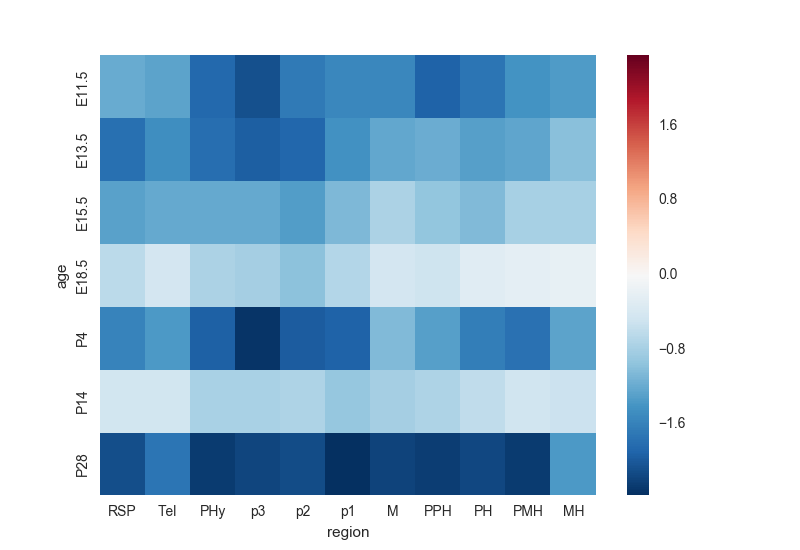 age
E11.5
E13.5
E15.5
E18.5
P4
P14
P28
RSP Tel PHy p3 p2 p1 M PPH PH PMH MH
region
1.6
0.8
0.0
−0.8
−1.6